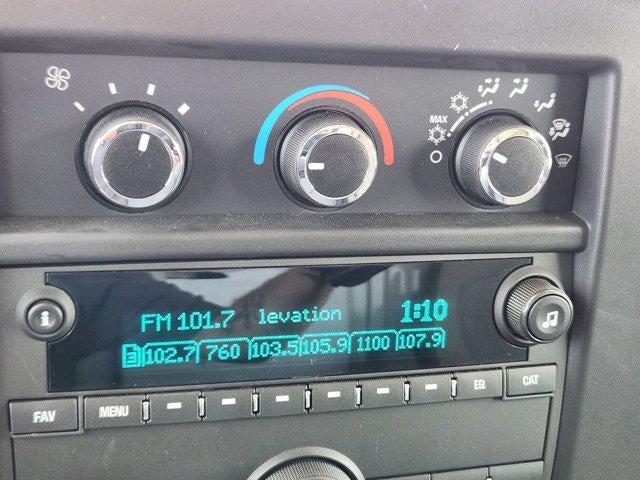 MAX
FM 101.7 levation 1:10
102.7 760 103.5 105.9 1100 107.9
i
FAV MENU EQ CAT